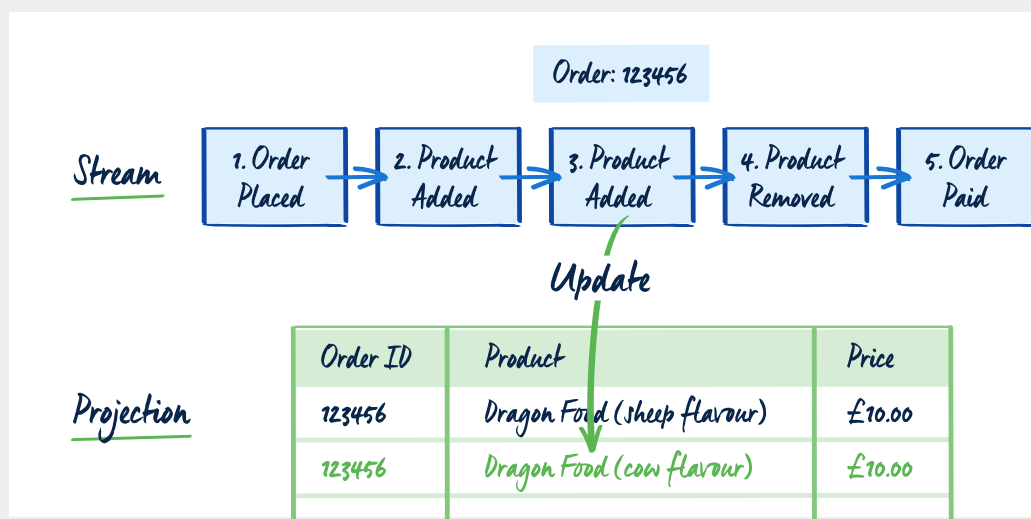 Order: 123456
Stream
1. Order
Placed
2. Product
Added
3. Product
Added
4. Product
Removed
5. Order
Paid
Update
Projection
Order ID Product Price
123456 Dragon Food (sheep flavour) £10.00
123456 Dragon Food (cow flavour) £10.00